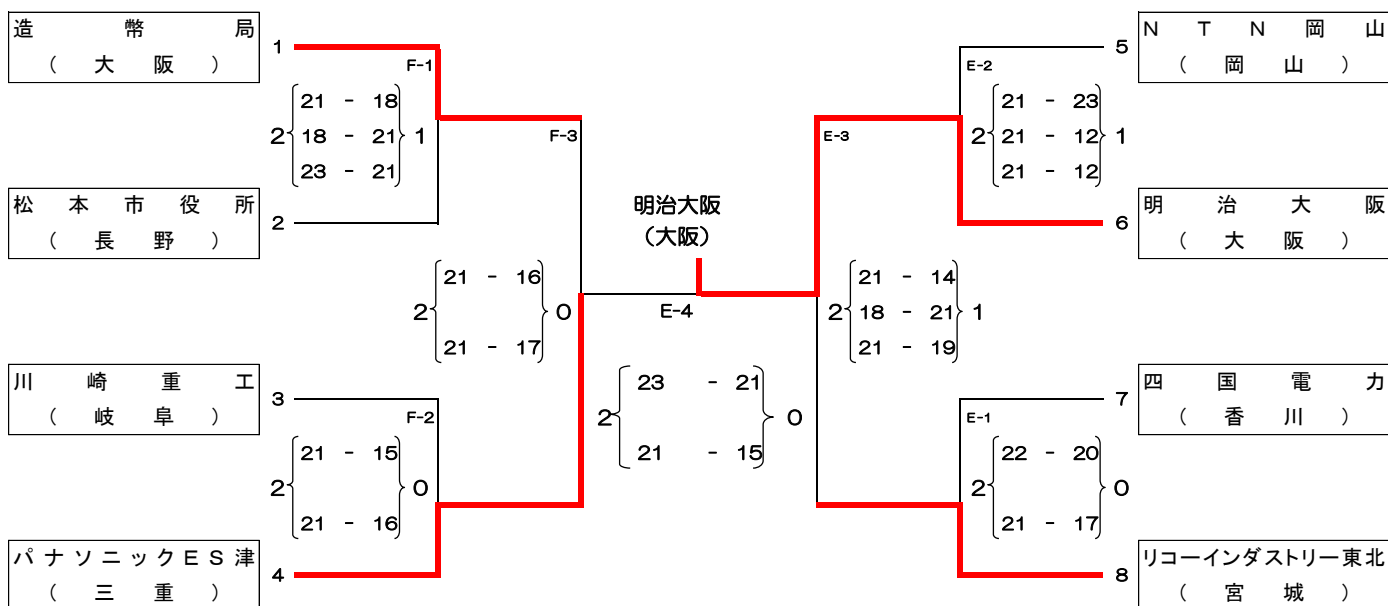 造幣局
(大阪)
1
F-1
2 21 - 18 1
18 - 21
23 - 21
松本市役所
(長野)
2
F-3
2 21 - 16 0
21 - 17
川崎重工
(岐阜)
3
F-2
2 21 - 15 0
21 - 16
パナソニックES津
(三重)
4
明治大阪
(大阪)
E-4
2 23 - 21 0
21 - 15
NTN岡山
(岡山)
5
E-2
2 21 - 23 1
21 - 12
21 - 12
明治大阪
(大阪)
6
E-3
2 21 - 14 1
18 - 21
21 - 19
四国電力
(香川)
7
E-1
2 22 - 20 0
21 - 17
リコーインダストリー東北
(宮城)
8